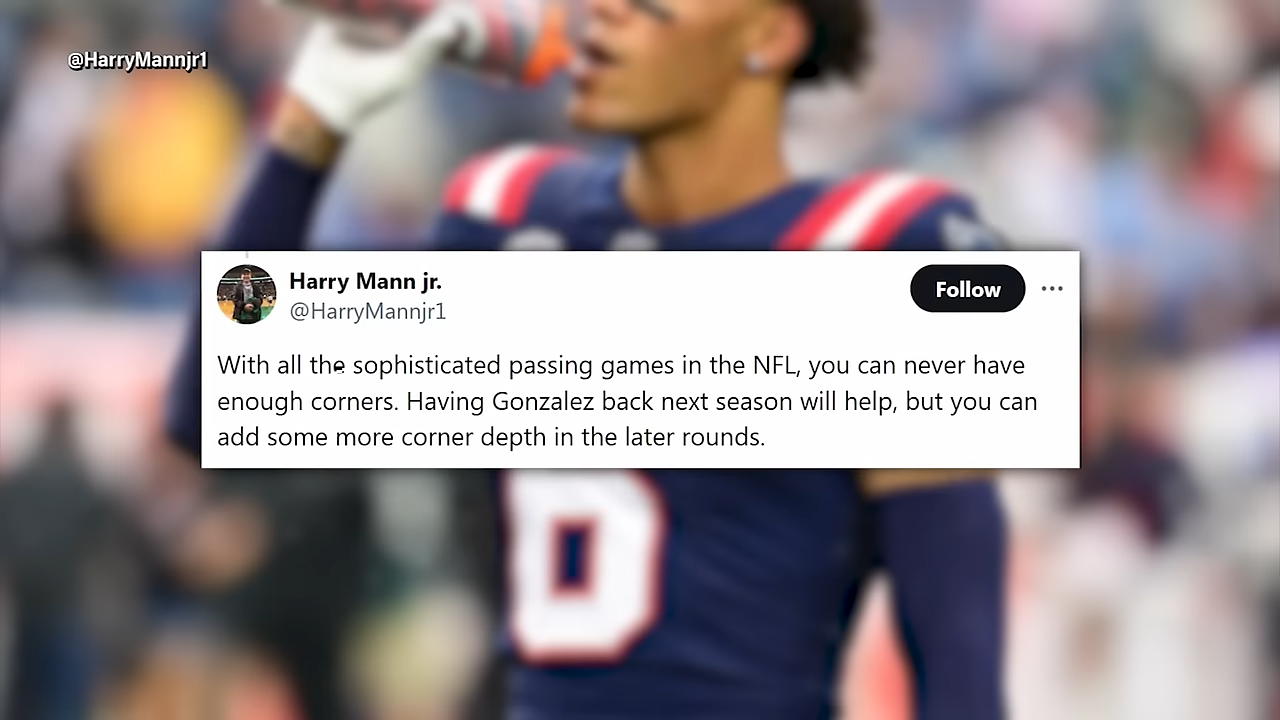 @HarryMannjr1
Harry Mann jr.
@HarryMannjr1
Follow
With all the sophisticated passing games in the NFL, you can never have
enough corners. Having Gonzalez back next season will help, but you can
add some more corner depth in the later rounds.
6